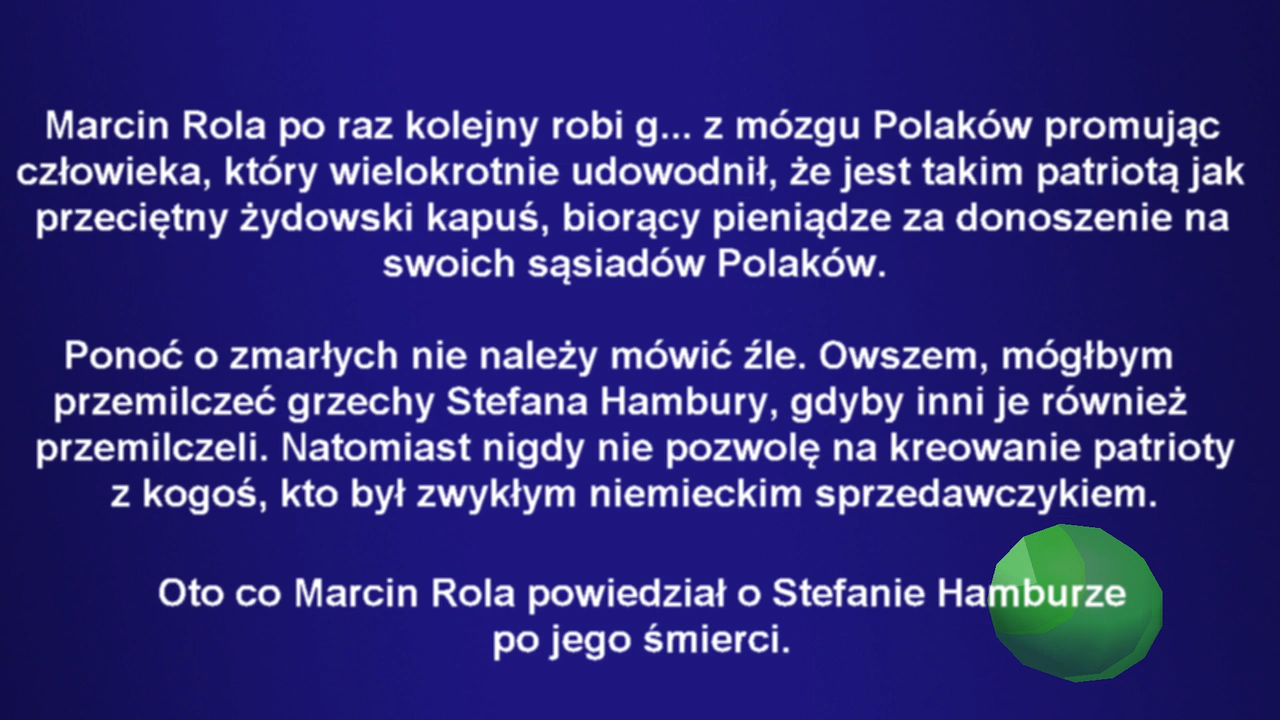 Marcin Rola po raz kolejny robi g... z mózgu Polaków promując
człowieka, który wielokrotnie udowodnił, że jest takim patriotą jak
przeciętny żydowski kapuś, biorący pieniądze za donoszenie na
swoich sąsiadów Polaków.
Ponoć o zmarłych nie należy mówić źle. Owszem, mógłbym
przemilczeć grzechy Stefana Hambury, gdyby inni je również
przemilczeli. Natomiast nigdy nie pozwolę na kreowanie patrioty
z kogoś, kto był zwykłym niemieckim sprzedawczykiem.
Oto co Marcin Rola powiedział o Stefanie Hamburze
po jego śmierci.